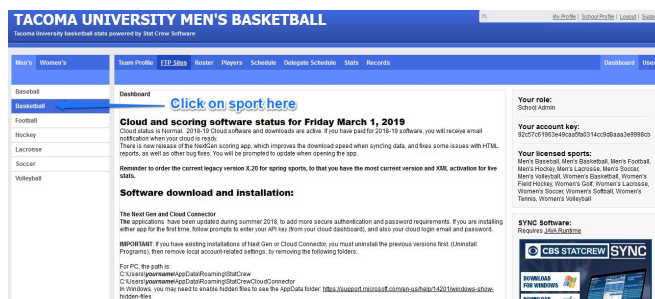 TACOMA UNIVERSITY MEN'S BASKETBALL
Tacoma University basketball stats powered by Stat Crew Software
Hi,
My Profile | School Profile | Logout | Supp
Men's Women's
Team Profile FTP Sites Roster Players Schedule Delegate Schedule Stats Records
Dashboard User
Baseball
Basketball
Football
Hockey
Lacrosse
Soccer
Volleyball
Click on sport here
Dashboard
Cloud and scoring software status for Friday March 1, 2019
Cloud status is Normal. 2018-19 Cloud software and downloads are active. If you have paid for 2018-19 software, you will receive email
notification when your cloud is ready.
There is new release of the NextGen scoring app, which improves the download speed when syncing data, and fixes some issues with HTML
reports, as well as other bug fixes. You will be prompted to update when opening the app.
Reminder to order the current legacy version X.20 for spring sports, to that you have the most current version and XML activation for live
stats.
Software download and installation:
The Next Gen and Cloud Connector
The applications have been updated during summer 2018, to add more secure authentication and password requirements. If you are installing
either app for the first time, follow prompts to enter your API key (from your cloud dashboard), and also your cloud login email and password.
IMPORTANT: If you have existing installations of Next Gen or Cloud Connector, you must uninstall the previous versions first. (Uninstall
Programs), then remove local account-related settings, by removing the following folders:
For PC, the path is:
C:\Users\yourname\AppData\Roaming\StatCrew
C:\Users\yourname\AppData\Roaming\StatCrewCloudConnector
In Windows, you may need to enable hidden files to see the AppData folder: https://support.microsoft.com/en-us/help/14201/windows-show-
hidden-files
Your role:
School Admin
Your account key:
92c57c61963e49caa5fa0314cc9d8aaa3e9998cb
Your licensed sports:
Men's Baseball, Men's Basketball, Men's Football,
Men's Hockey, Men's Lacrosse, Men's Soccer,
Men's Volleyball, Women's Basketball, Women's
Field Hockey, Women's Golf, Women's Lacrosse,
Women's Soccer, Women's Softball, Women's
Tennis, Women's Volleyball
SYNC Software:
Requires JAVA Runtime
CBS STATCREW SYNC
DOWNLOAD
FOR WINDOWS
DOWNLOAD